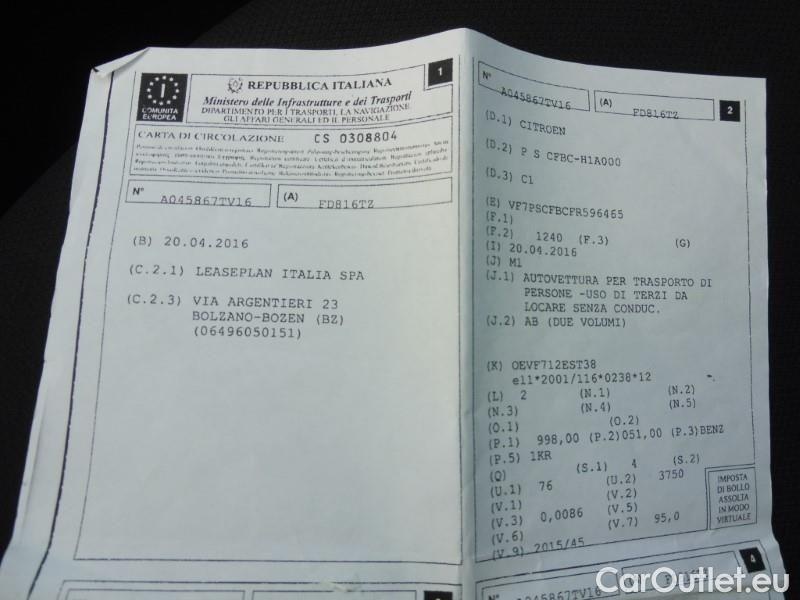 1
COMUNITÀ
EUROPEA
REPUBBLICA ITALIANA
Ministero delle Infrastrutture e dei Trasporti
DIPARTIMENTO PER I TRASPORTI, LA NAVIGAZIONE,
GLI AFFARI GENERALI ED IL PERSONALE
CARTA DI CIRCOLAZIONE CS 0308804
N° A045867TV16 (A) FD816TZ
(B) 20.04.2016
(C.2.1) LEASEPLAN ITALIA SPA
(C.2.3) VIA ARGENTIERI 23
BOLZANO-BOZEN (BZ)
(06496050151)
N° A045867TV16 (A) FD816TZ 2
(D.1) CITROEN
(D.2) P S CFBC-H1A000
(D.3) C1
(E) VF7PSCFBCFR596465
(F.1)
(F.2) 1240 (F.3) (G)
(I) 20.04.2016
(J) M1
(J.1) AUTOVETTURA PER TRASPORTO DI
PERSONE -USO DI TERZI DA
LOCARE SENZA CONDUC.
(J.2) AB (DUE VOLUMI)
(K) OEVF712EST38
e11*2001/116*0238*12
(L) 2 (N.1) (N.2)
(N.3) (N.4) (N.5)
(O.1) (O.2)
(P.1) 998,00 (P.2)051,00 (P.3)BENZ
(P.5) 1KR
(Q) (S.1) 4 (S.2)
(U.1) 76 (U.2) 3750
(V.1) (V.2)
(V.3) 0,0086 (V.5)
(V.6) (V.7) 95,0
(V.9) 2015/45
IMPOSTA
DI BOLLO
ASSOLTA
IN MODO
VIRTUALE
3
4
N° A045867TV16
CarOutlet.eu